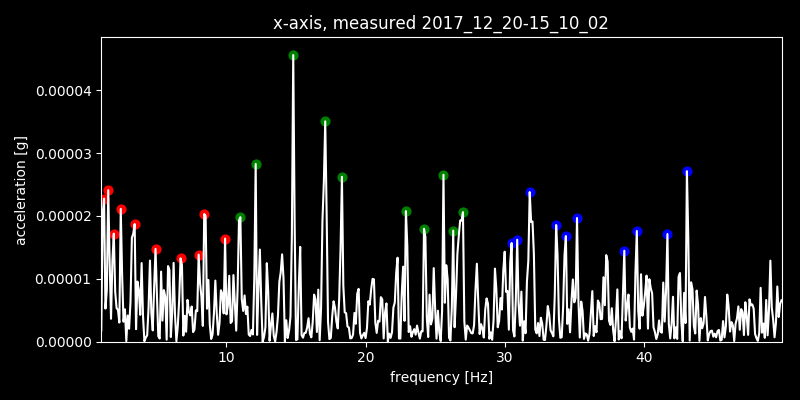 x-axis, measured 2017_12_20-15_10_02
0.00004
0.00003
0.00002
0.00001
0.00000
acceleration [g]
10 20 30 40
frequency [Hz]